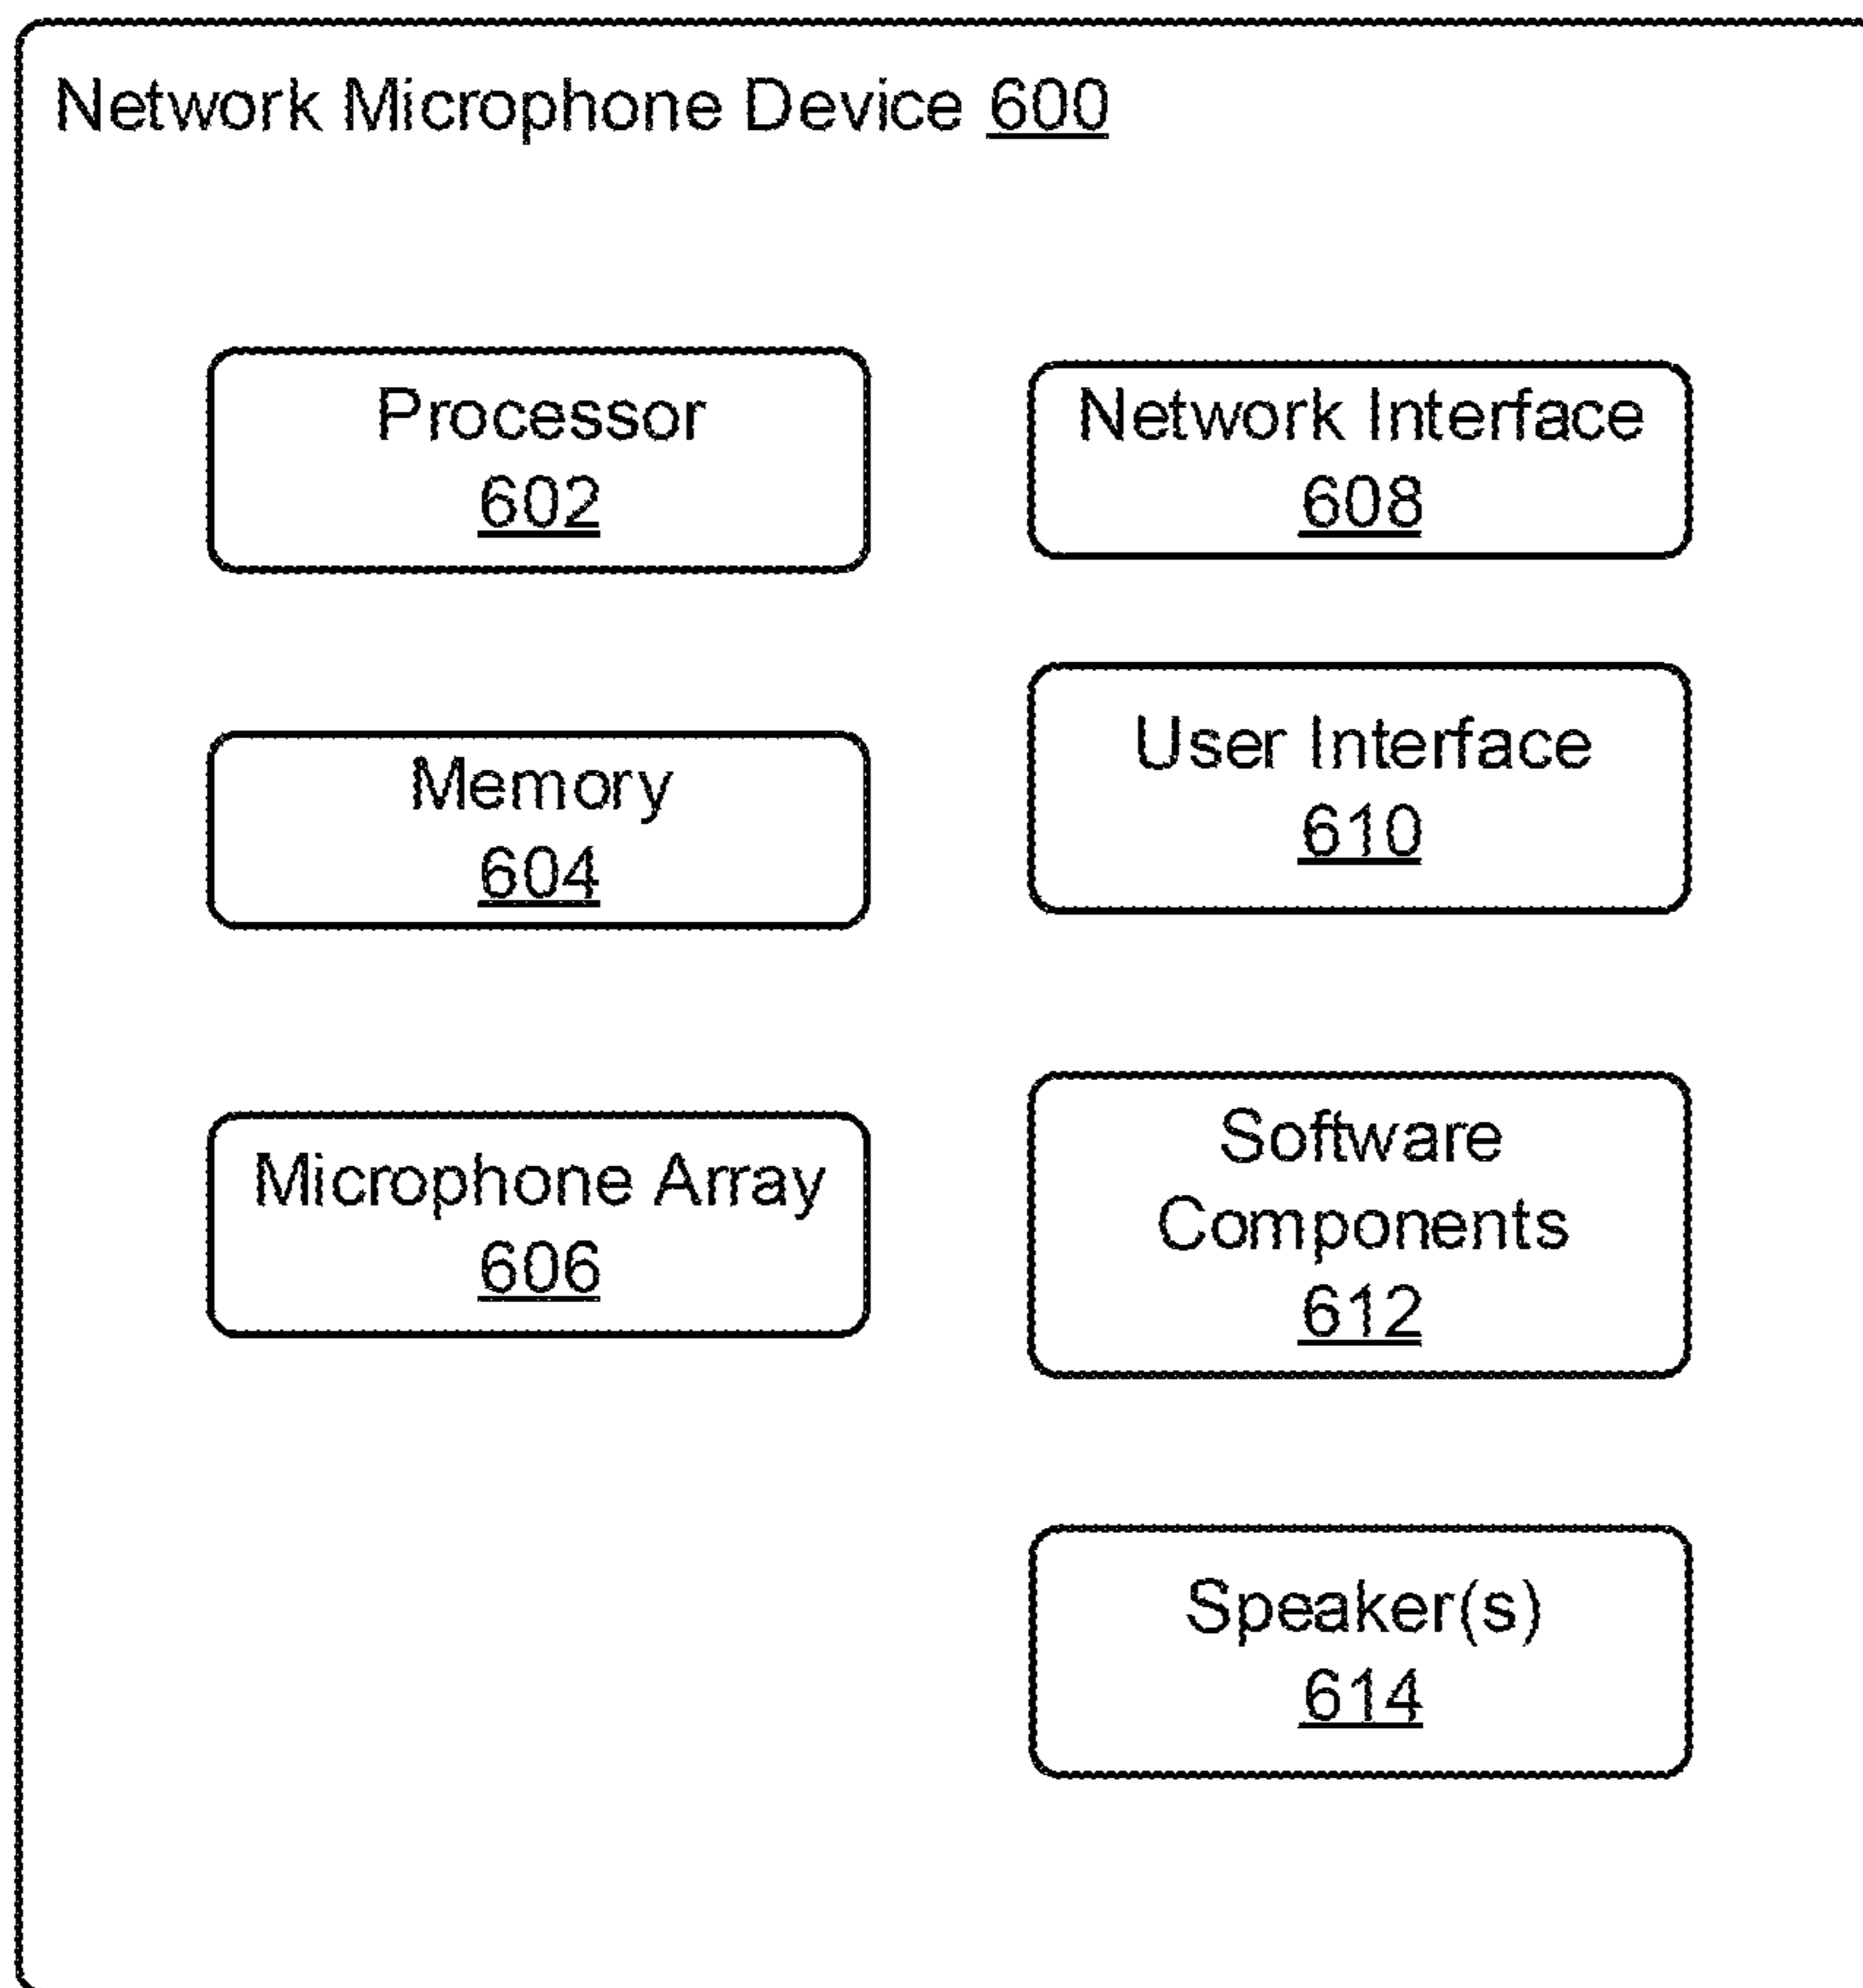 Network Microphone Device 600
Processor
602
Memory
604
Microphone Array
606
Network Interface
608
User Interface
610
Software
Components
612
Speaker(s)
614